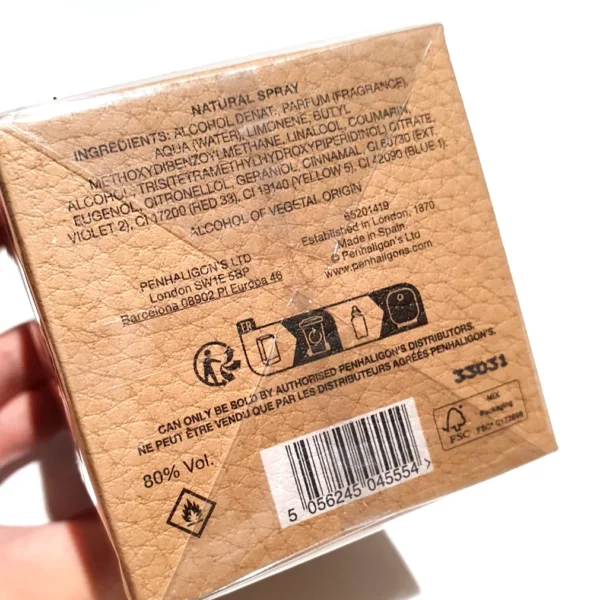 NATURAL SPRAY
INGREDIENTS: ALCOHOL DENAT., PARFUM (FRAGRANCE),
AQUA (WATER), LIMONENE, BUTYL
METHOXYDIBENZOYLMETHANE, LINALOOL, COUMARIN,
ALCOHOL, TRIS(TETRAMETHYLHYDROXYPIPERIDINOL) CITRATE,
EUGENOL, CITRONELLOL, GERANIOL, CINNAMAL, CI 60730 (EXT.
VIOLET 2), CI 17200 (RED 33), CI 19140 (YELLOW 5), CI 42090 (BLUE 1).
ALCOHOL OF VEGETAL ORIGIN
65201419
Established in London, 1870
Made in Spain
© Penhaligon's Ltd
www.penhaligons.com
PENHALIGON'S LTD
London SW1E 5BP
Barcelona 08902 Pl Europa 46
FR
CAN ONLY BE SOLD BY AUTHORISED PENHALIGON'S DISTRIBUTORS.
NE PEUT ÊTRE VENDU QUE PAR LES DISTRIBUTEURS AGRÉÉS PENHALIGON'S.
33031
80% Vol.
FSC
MIX
Packaging
5 056245 045554 >